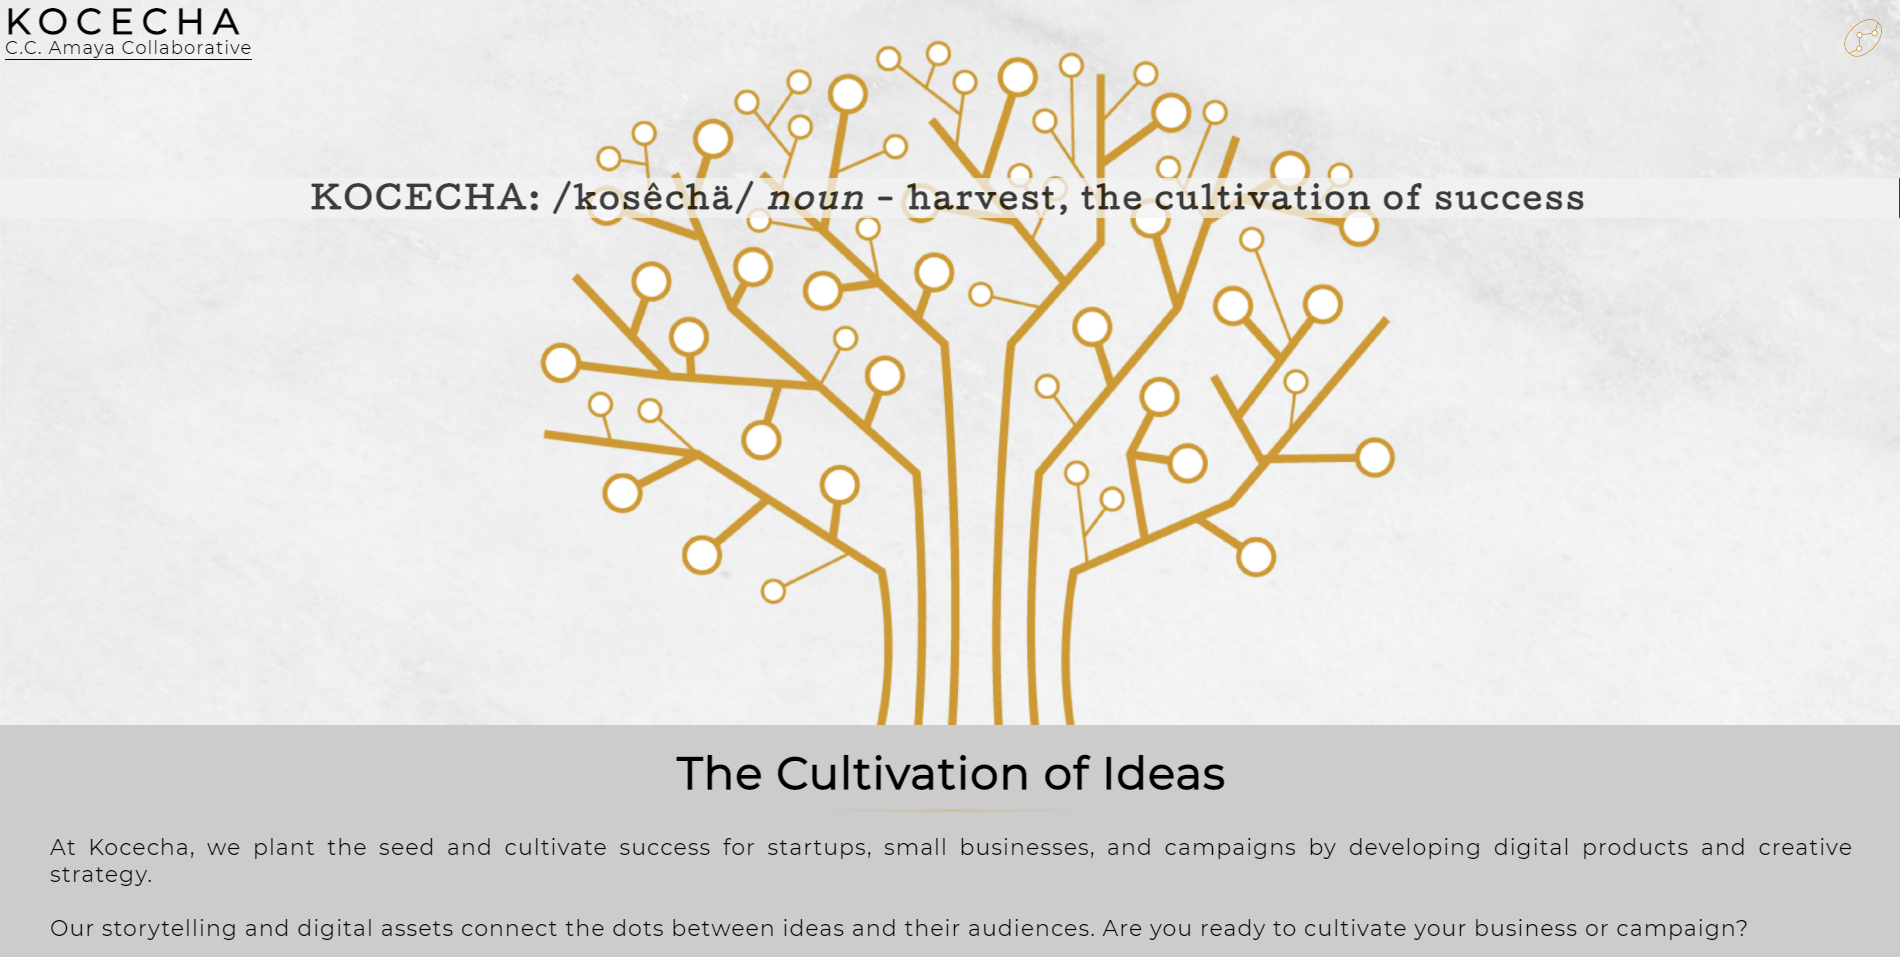 KOCECHA
C.C. Amaya Collaborative
KOCECHA: /kosêchä/ noun - harvest, the cultivation of success
The Cultivation of Ideas
At Kocecha, we plant the seed and cultivate success for startups, small businesses, and campaigns by developing digital products and creative
strategy.
Our storytelling and digital assets connect the dots between ideas and their audiences. Are you ready to cultivate your business or campaign?